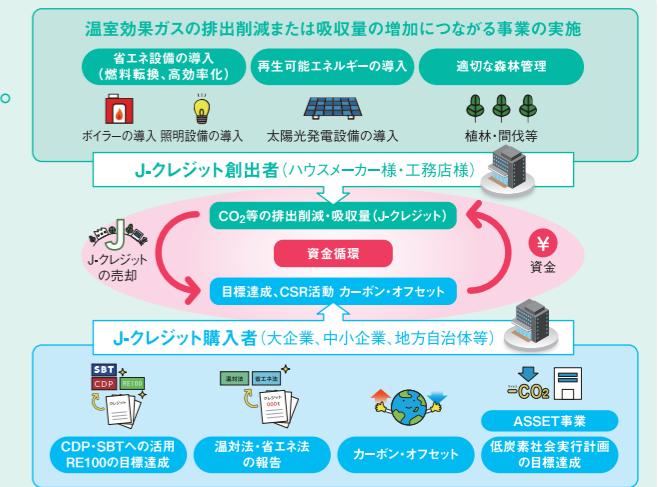 温室効果ガスの排出削減または吸収量の増加につながる事業の実施
省エネ設備の導入
（燃料転換、高効率化）
再生可能エネルギーの導入
適切な森林管理
ボイラーの導入
照明設備の導入
太陽光発電設備の導入
植林・間伐等
J-クレジット創出者（ハウスメーカー様・工務店様）
CO₂等の排出削減・吸収量（J-クレジット）
J
J-クレジット
の売却
資金循環
¥
資金
目標達成、CSR活動 カーボン・オフセット
J-クレジット購入者（大企業、中小企業、地方自治体等）
SBT
CDP
RE100
クレジット
温対法
省エネ法
クレジット
-CO₂
ASSET事業
CDP・SBTへの活用
RE100の目標達成
温対法・省エネ法
の報告
カーボン・オフセット
低炭素社会実行計画
の目標達成